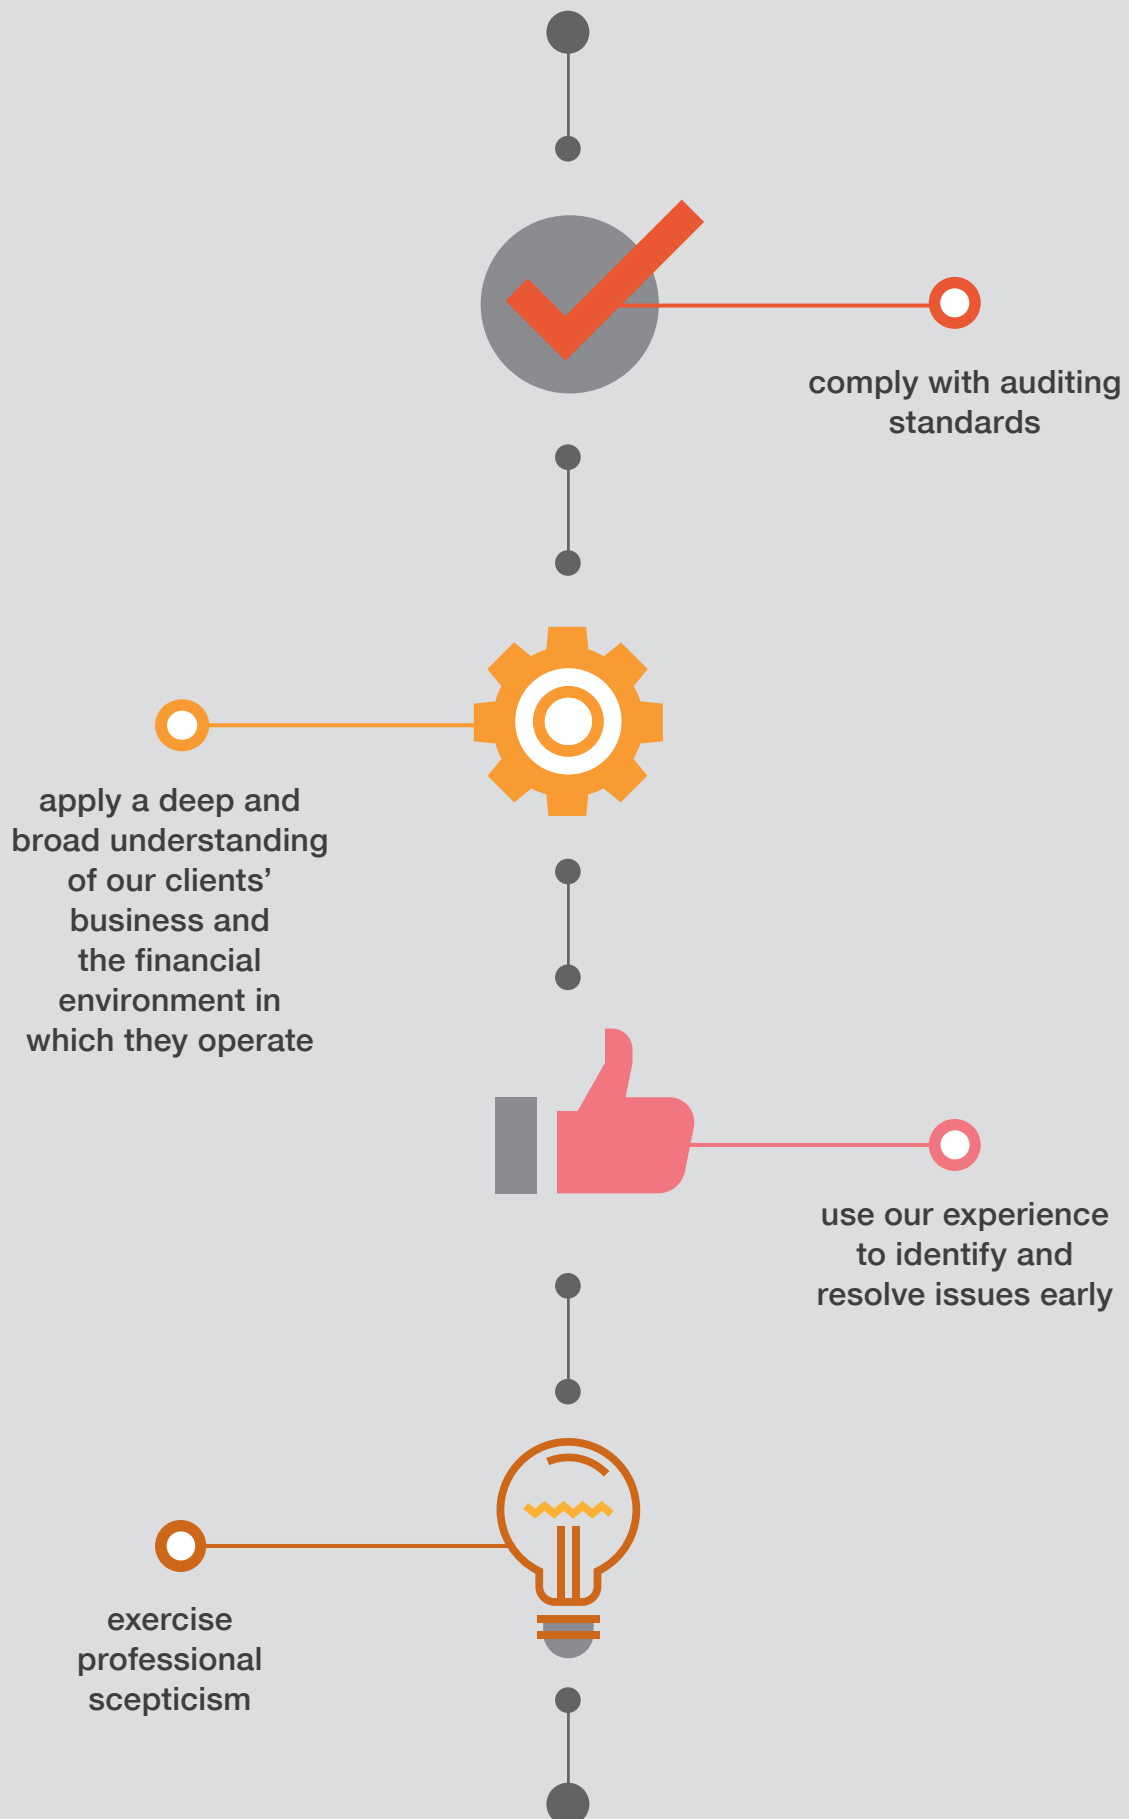 comply with auditing
standards
apply a deep and
broad understanding
of our clients’
business and
the financial
environment in
which they operate
use our experience
to identify and
resolve issues early
exercise
professional
scepticism